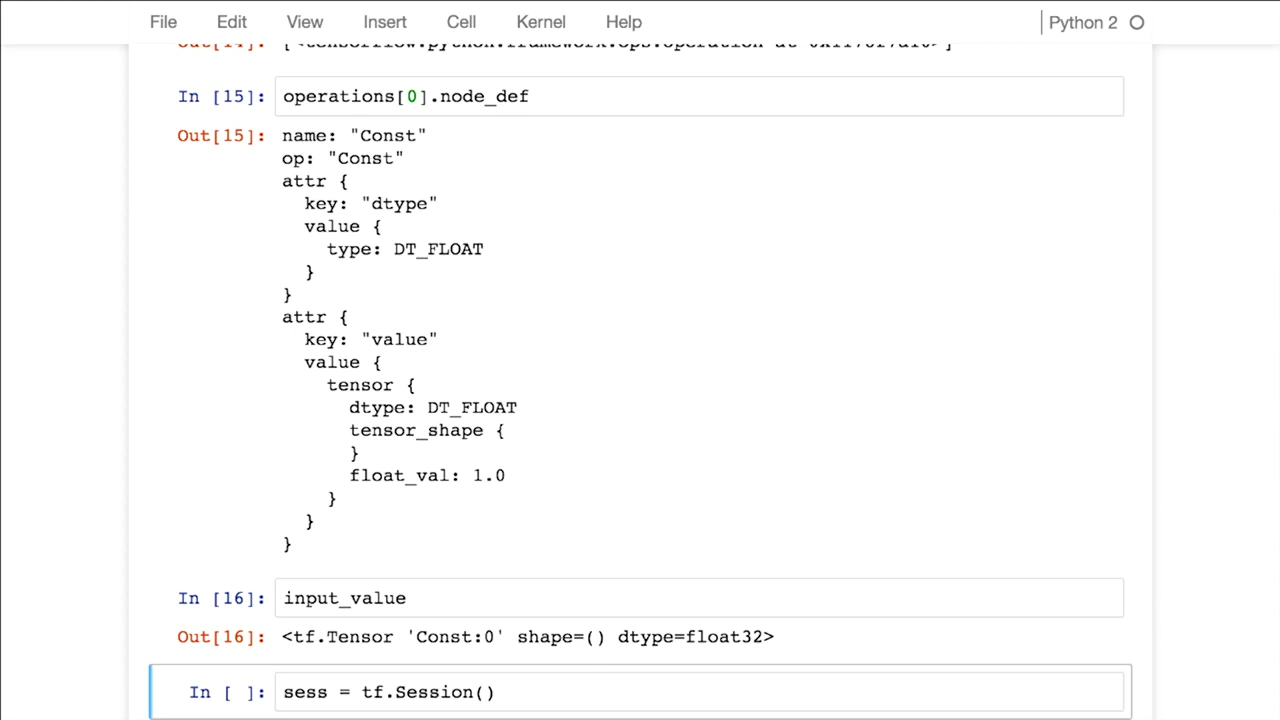 File Edit View Insert Cell Kernel Help Python 2
In [15]: operations[0].node_def
Out[15]: name: "Const"
op: "Const"
attr {
key: "dtype"
value {
type: DT_FLOAT
}
}
attr {
key: "value"
value {
tensor {
dtype: DT_FLOAT
tensor_shape {
}
float_val: 1.0
}
}
}
In [16]: input_value
Out[16]: <tf.Tensor 'Const:0' shape=() dtype=float32>
In [ ]: sess = tf.Session()